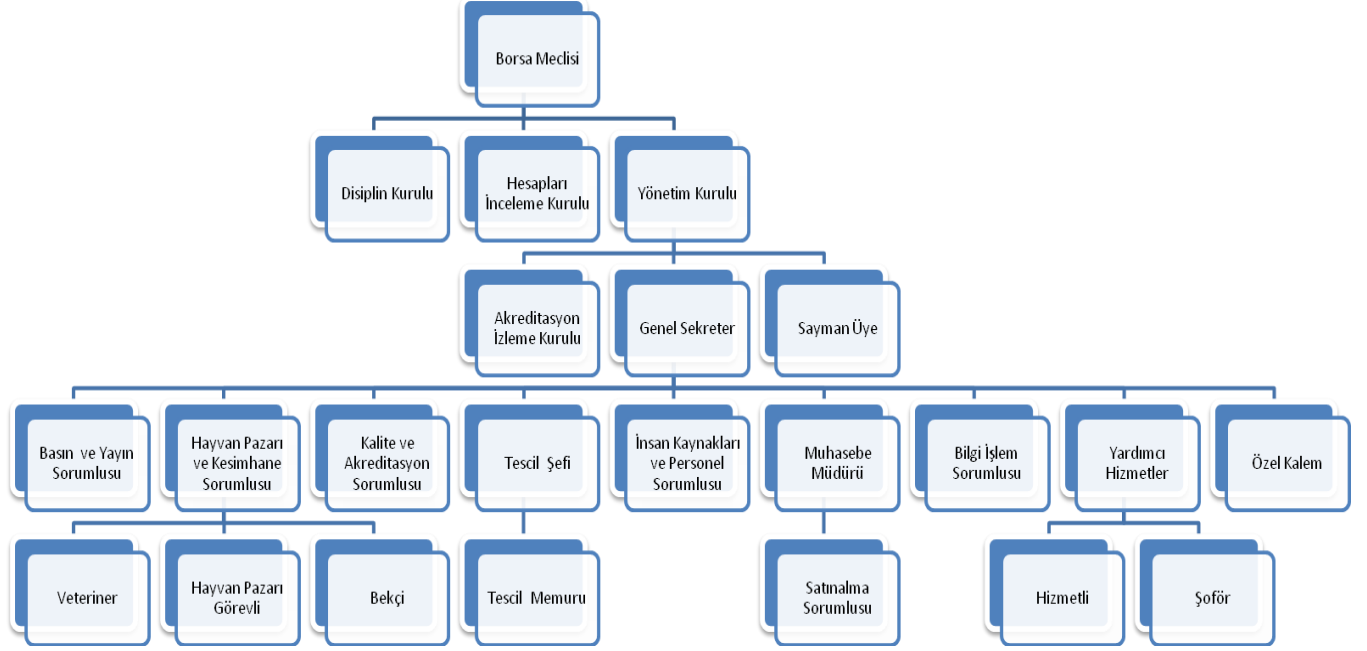 Borsa Meclisi
Disiplin Kurulu
Hesapları
İnceleme Kurulu
Yönetim Kurulu
Akreditasyon
İzleme Kurulu
Genel Sekreter
Sayman Üye
Basın ve Yayın
Sorumlusu
Hayvan Pazarı
ve Kesimhane
Sorumlusu
Kalite ve
Akreditasyon
Sorumlusu
Tescil Şefi
İnsan Kaynakları
ve Personel
Sorumlusu
Muhasebe
Müdürü
Bilgi İşlem
Sorumlusu
Yardımcı
Hizmetler
Özel Kalem
Veteriner
Hayvan Pazarı
Görevli
Bekçi
Tescil Memuru
Satınalma
Sorumlusu
Hizmetli
Şoför